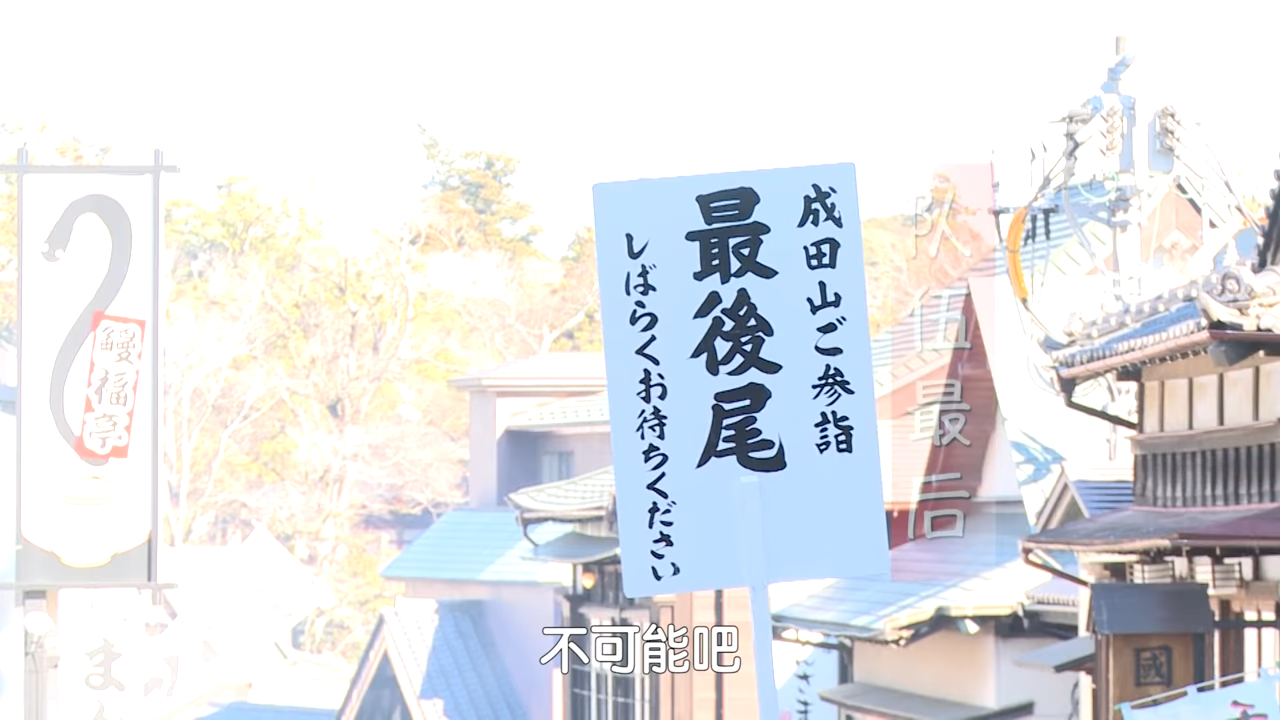 成田山ご参詣
最後尾
しばらくお待ちください
队伍最后
鰻福亭
不可能吧